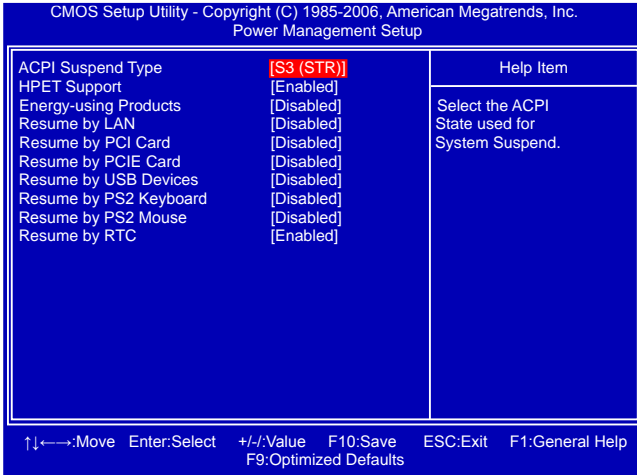 CMOS Setup Utility - Copyright (C) 1985-2006, American Megatrends, Inc.
Power Management Setup
ACPI Suspend Type [S3 (STR)]
HPET Support [Enabled]
Energy-using Products [Disabled]
Resume by LAN [Disabled]
Resume by PCI Card [Disabled]
Resume by PCIE Card [Disabled]
Resume by USB Devices [Disabled]
Resume by PS2 Keyboard [Disabled]
Resume by PS2 Mouse [Disabled]
Resume by RTC [Enabled]
Help Item
Select the ACPI
State used for
System Suspend.
↑↓←→:Move Enter:Select +/-/:Value F10:Save ESC:Exit F1:General Help
F9:Optimized Defaults